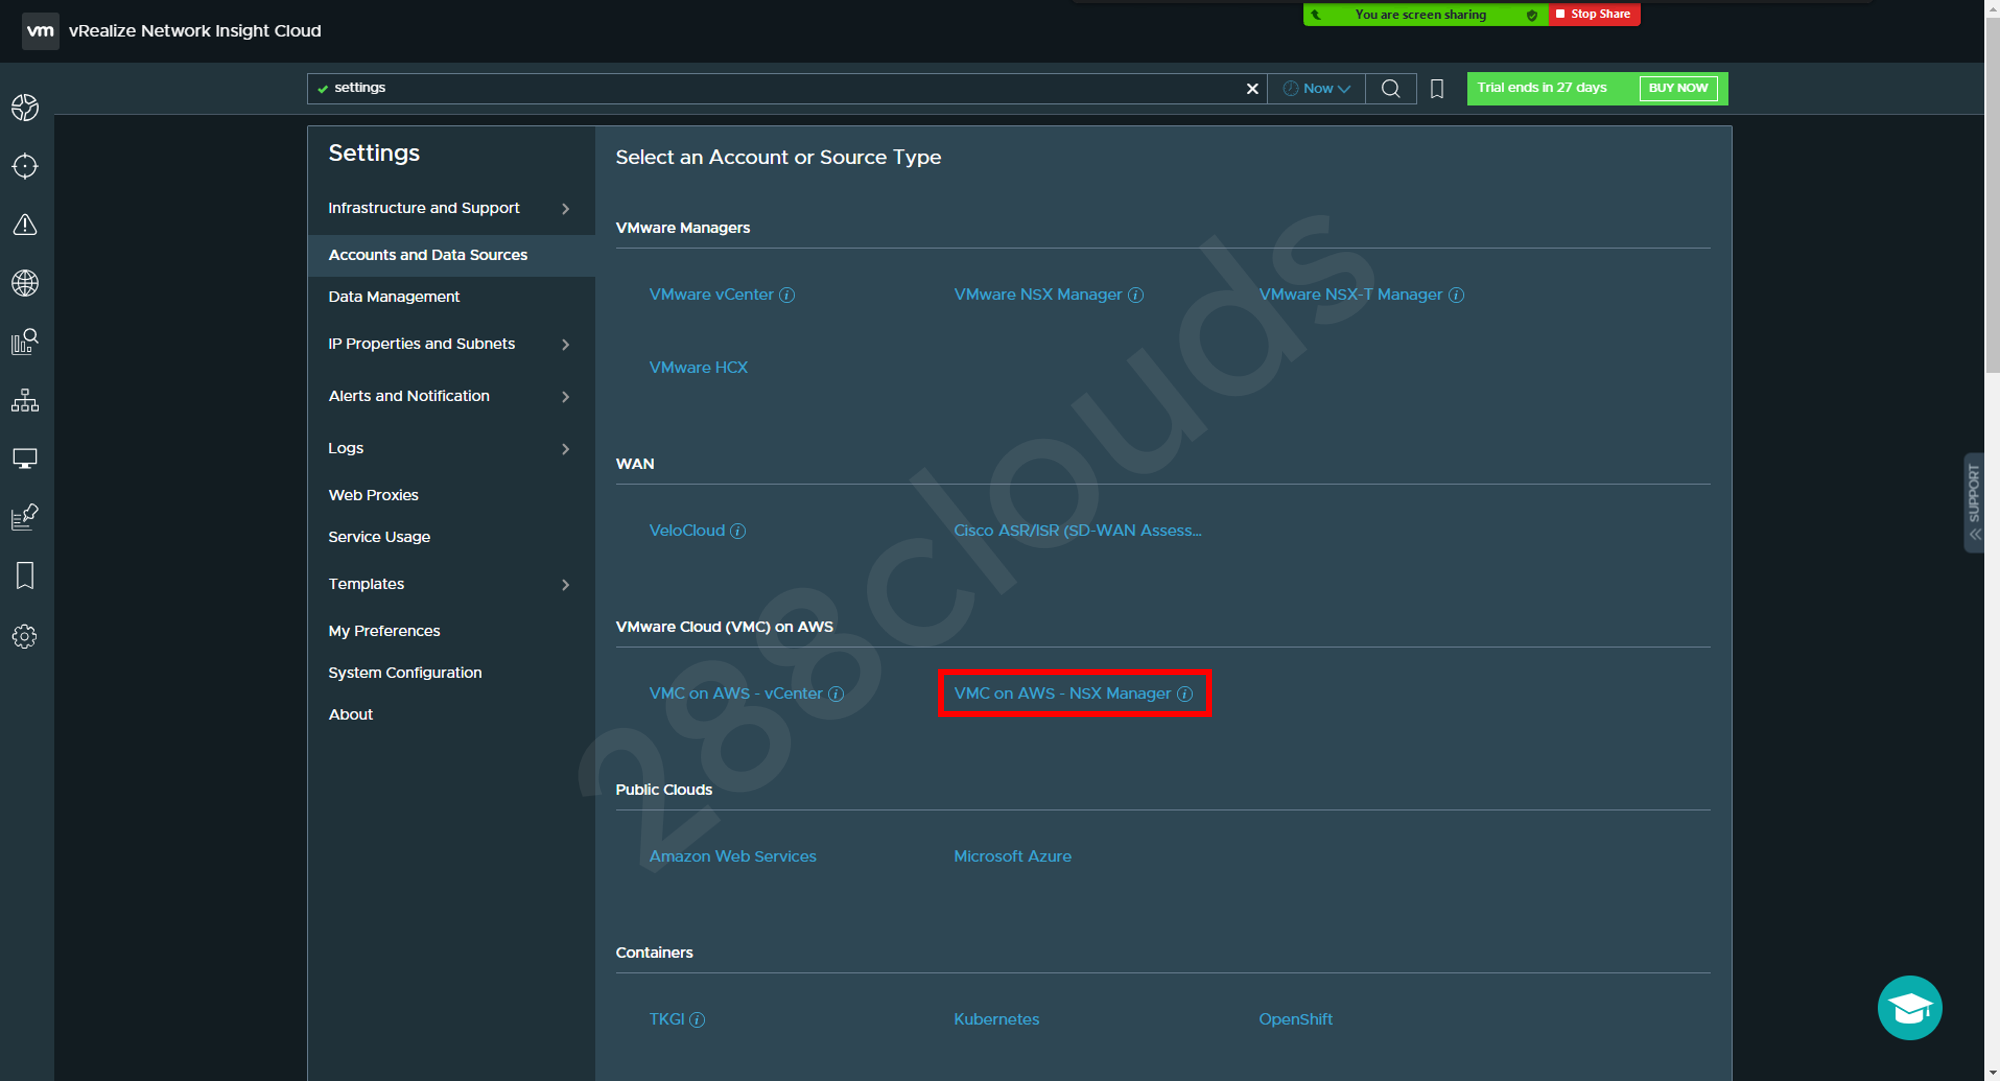 vm vRealize Network Insight Cloud
You are screen sharing Stop Share
settings Now Trial ends in 27 days BUY NOW
Settings
Infrastructure and Support
Accounts and Data Sources
Data Management
IP Properties and Subnets
Alerts and Notification
Logs
Web Proxies
Service Usage
Templates
My Preferences
System Configuration
About
Select an Account or Source Type
VMware Managers
VMware vCenter VMware NSX Manager VMware NSX-T Manager
VMware HCX
WAN
VeloCloud Cisco ASR/ISR (SD-WAN Assess...
VMware Cloud (VMC) on AWS
VMC on AWS - vCenter VMC on AWS - NSX Manager
Public Clouds
Amazon Web Services Microsoft Azure
Containers
TKGI Kubernetes OpenShift
SUPPORT
288clouds